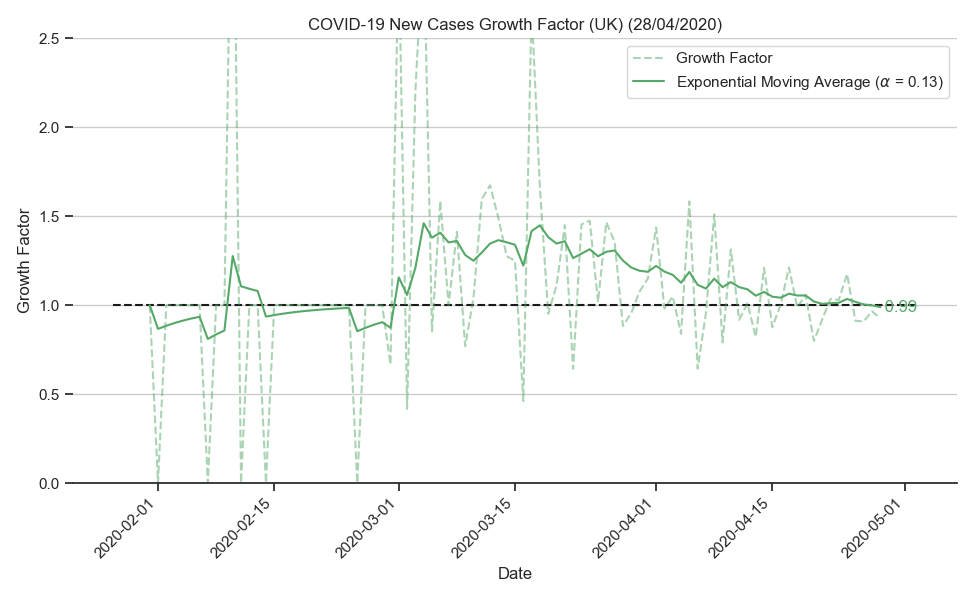 COVID-19 New Cases Growth Factor (UK) (28/04/2020)
Growth Factor
Exponential Moving Average (α = 0.13)
2.5
2.0
1.5
1.0
0.5
0.0
Growth Factor
0.99
2020-02-01
2020-02-15
2020-03-01
2020-03-15
2020-04-01
2020-04-15
2020-05-01
Date